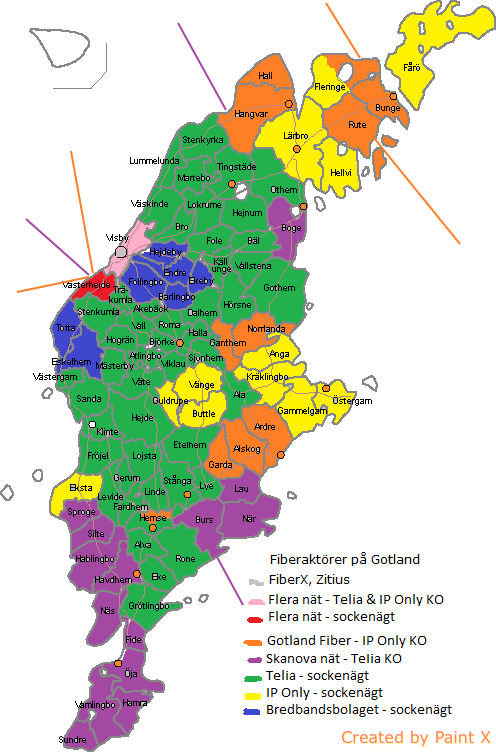 Fårö
Hall
Fleringe
Hangvar
Bunge
Rute
Lärbro
Stenkyrka
Lummelunda
Tingstäde
Hellvi
Martebo
Othem
Väskinde
Lokrume
Hejnum
Bro
Boge
Visby
Fole
Bäl
Hejdeby
Käll
unge
Vallstena
Endre
Västerhejde
Follingbo
Ekeby
Gothem
Trä-
kumla
Barlingbo
Hörsne
Stenkumla
Akebäck
Dalhem
Tofta
Väll
Roma
Norrlanda
Halla
Hogrän
Björke
Ganthem
Anga
Eskelhem
Atlingbo
Sjonhem
Mästerby
Viklau
Västergarn
Kräklingbo
Väte
Vänge
Sanda
Guldrupe
Ala
Östergarn
Buttle
Gammelgarn
Hejde
Klinte
Ardre
Etelhem
Alskog
Fröjel
Lojsta
Garda
Gerum
Stånga
Eksta
Lye
Lau
Levide
Linde
Fardhem
Sproge
Hemse
Burs
När
Silte
Alva
Hablingbo
Rone
Havdhem
Eke
Näs
Grötlingbo
Fide
Öja
Vamlingbo
Hamra
Sundre
Fiberaktörer på Gotland
FiberX, Zitius
Flera nät - Telia & IP Only KO
Flera nät - sockenägt
Gotland Fiber - IP Only KO
Skanova nät - Telia KO
Telia - sockenägt
IP Only - sockenägt
Bredbandsbolaget - sockenägt
Created by Paint X